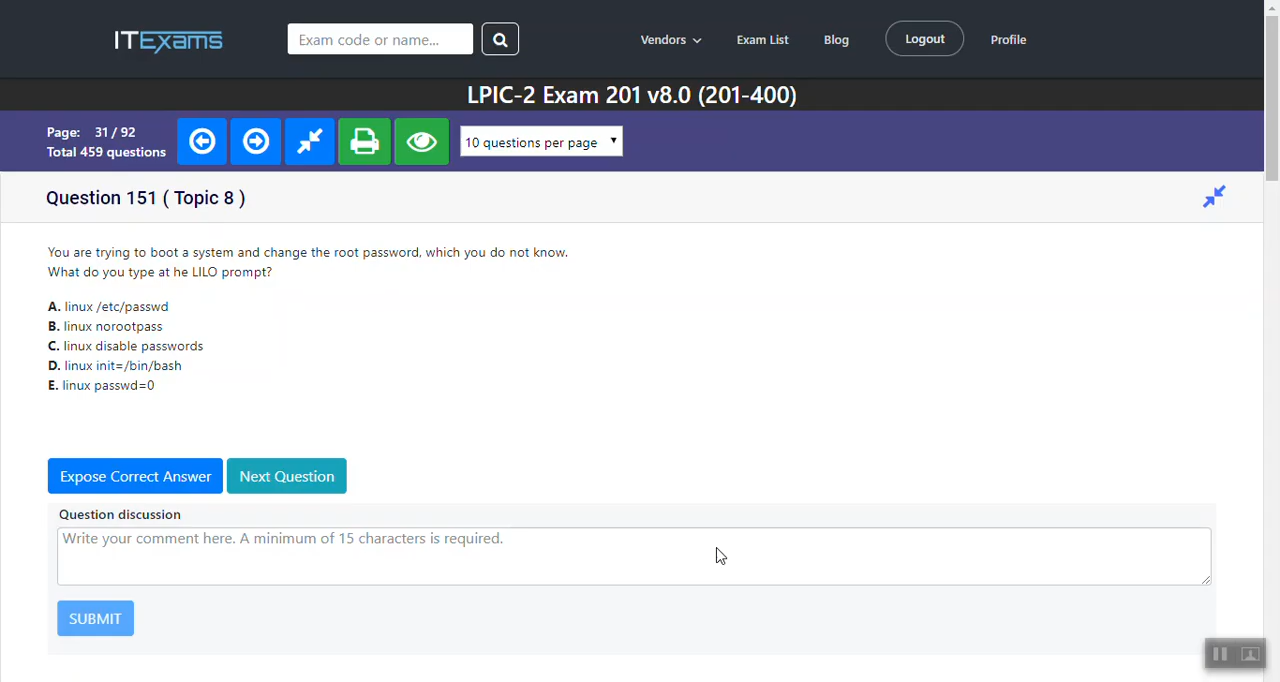 ITExams
Exam code or name...
Vendors
Exam List
Blog
Logout
Profile
LPIC-2 Exam 201 v8.0 (201-400)
Page: 31 / 92
Total 459 questions
10 questions per page
Question 151 ( Topic 8 )
You are trying to boot a system and change the root password, which you do not know.
What do you type at he LILO prompt?
A. linux /etc/passwd
B. linux norootpass
C. linux disable passwords
D. linux init=/bin/bash
E. linux passwd=0
Expose Correct Answer
Next Question
Question discussion
Write your comment here. A minimum of 15 characters is required.
SUBMIT